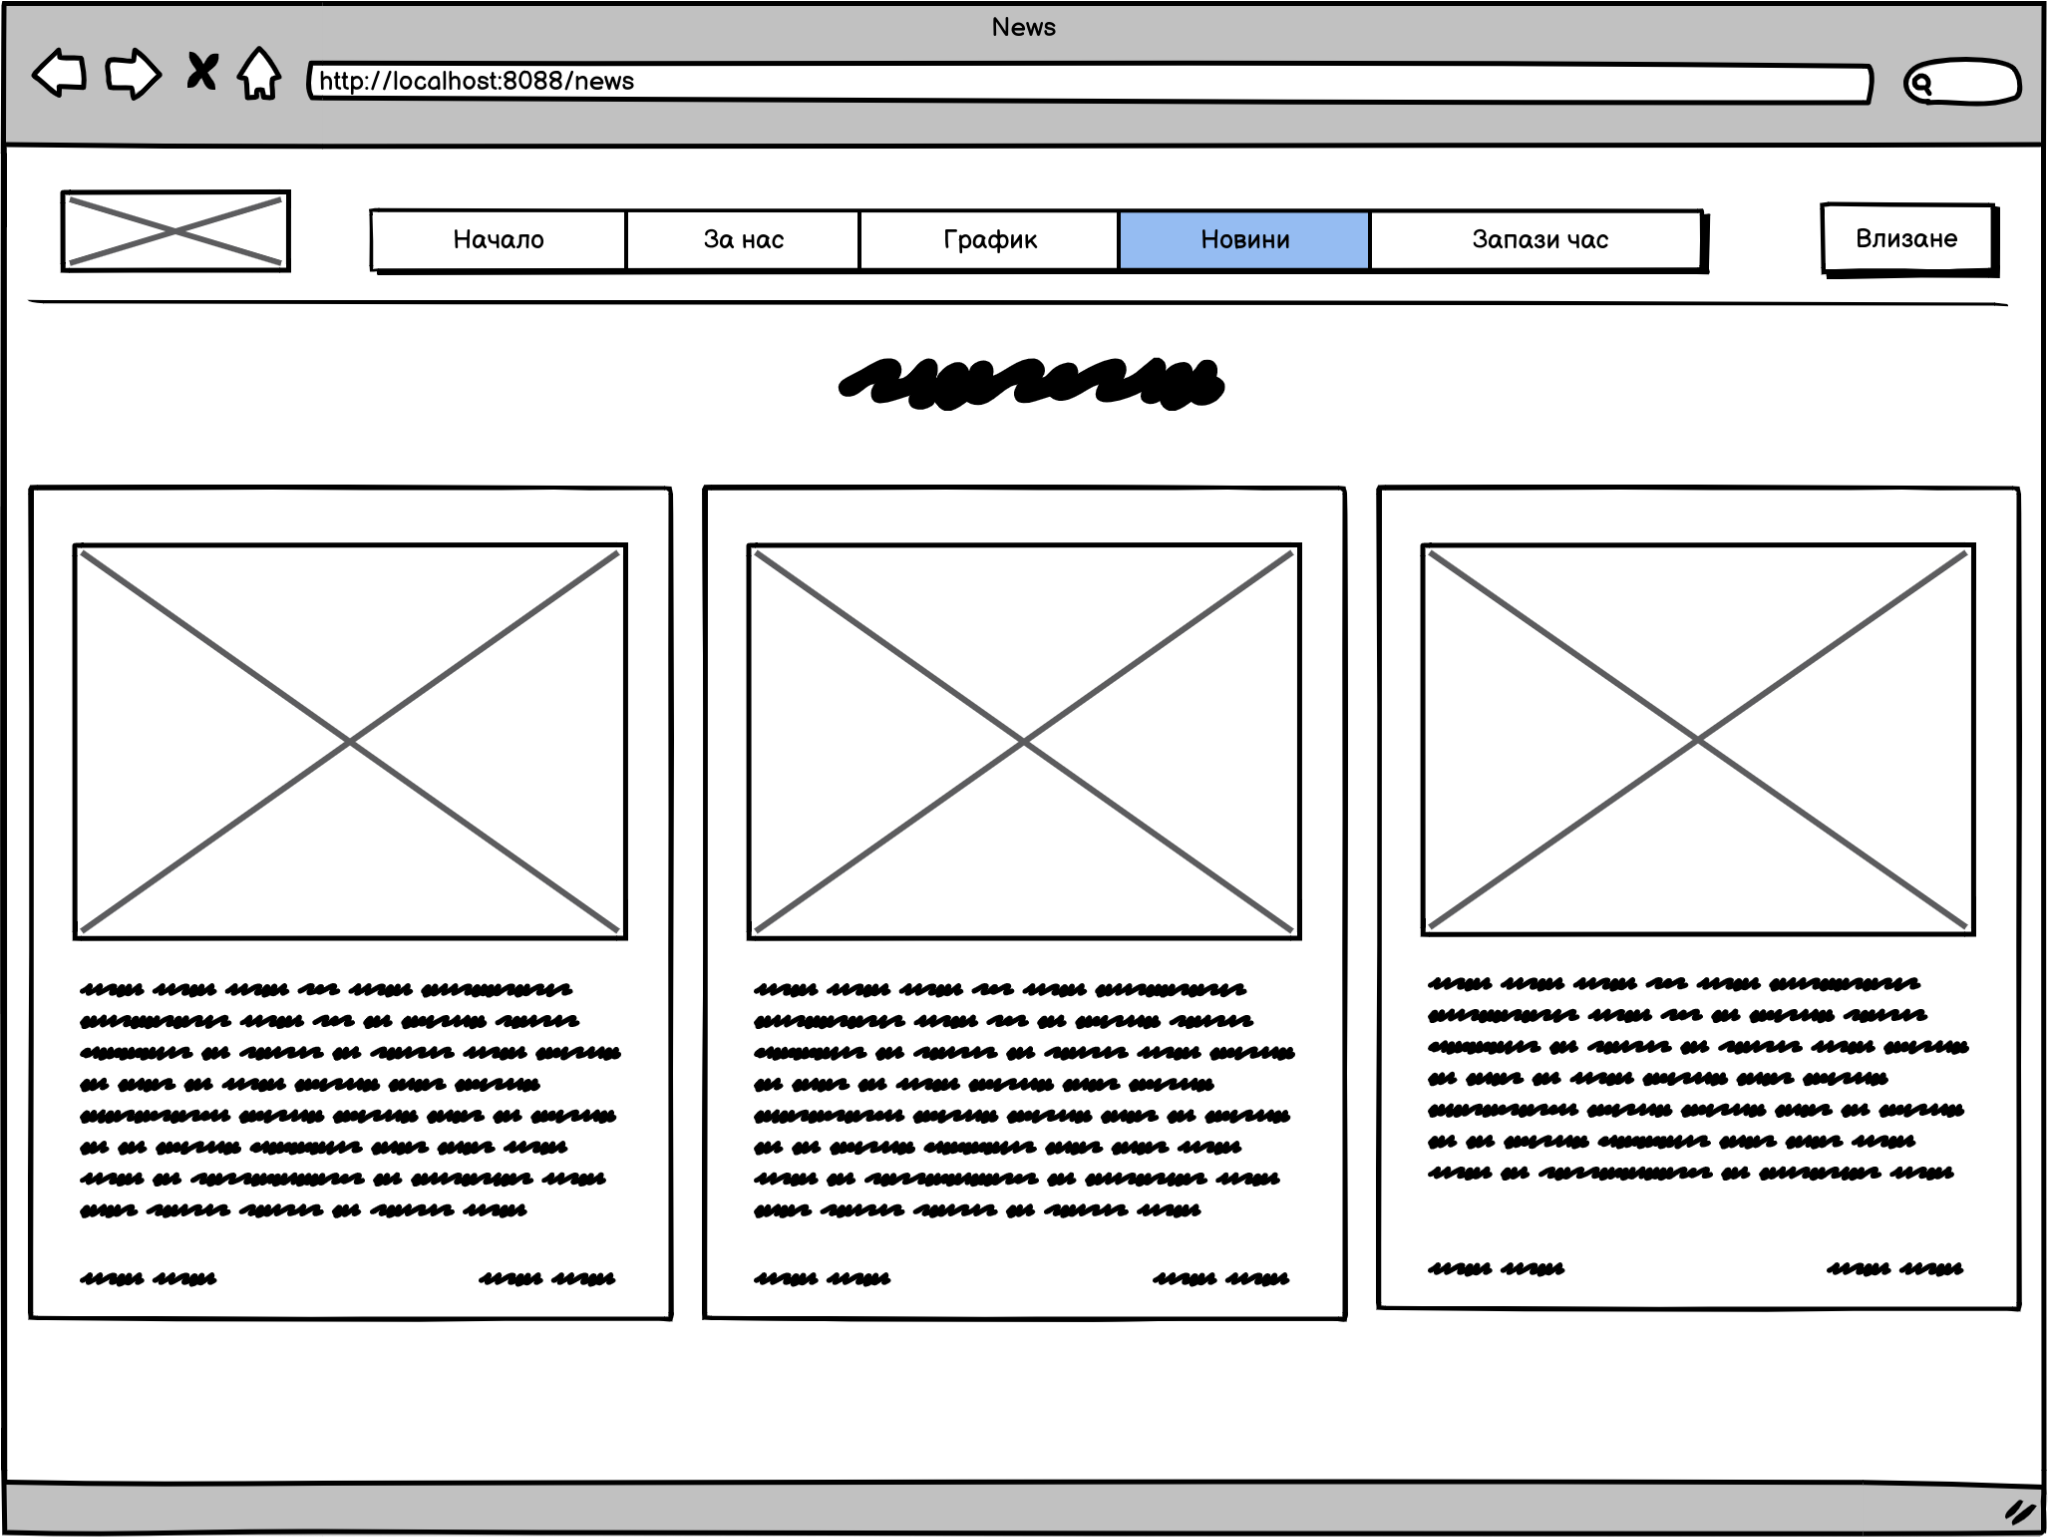 News
http://localhost:8088/news
Начало За нас График Новини Запази час Влизане